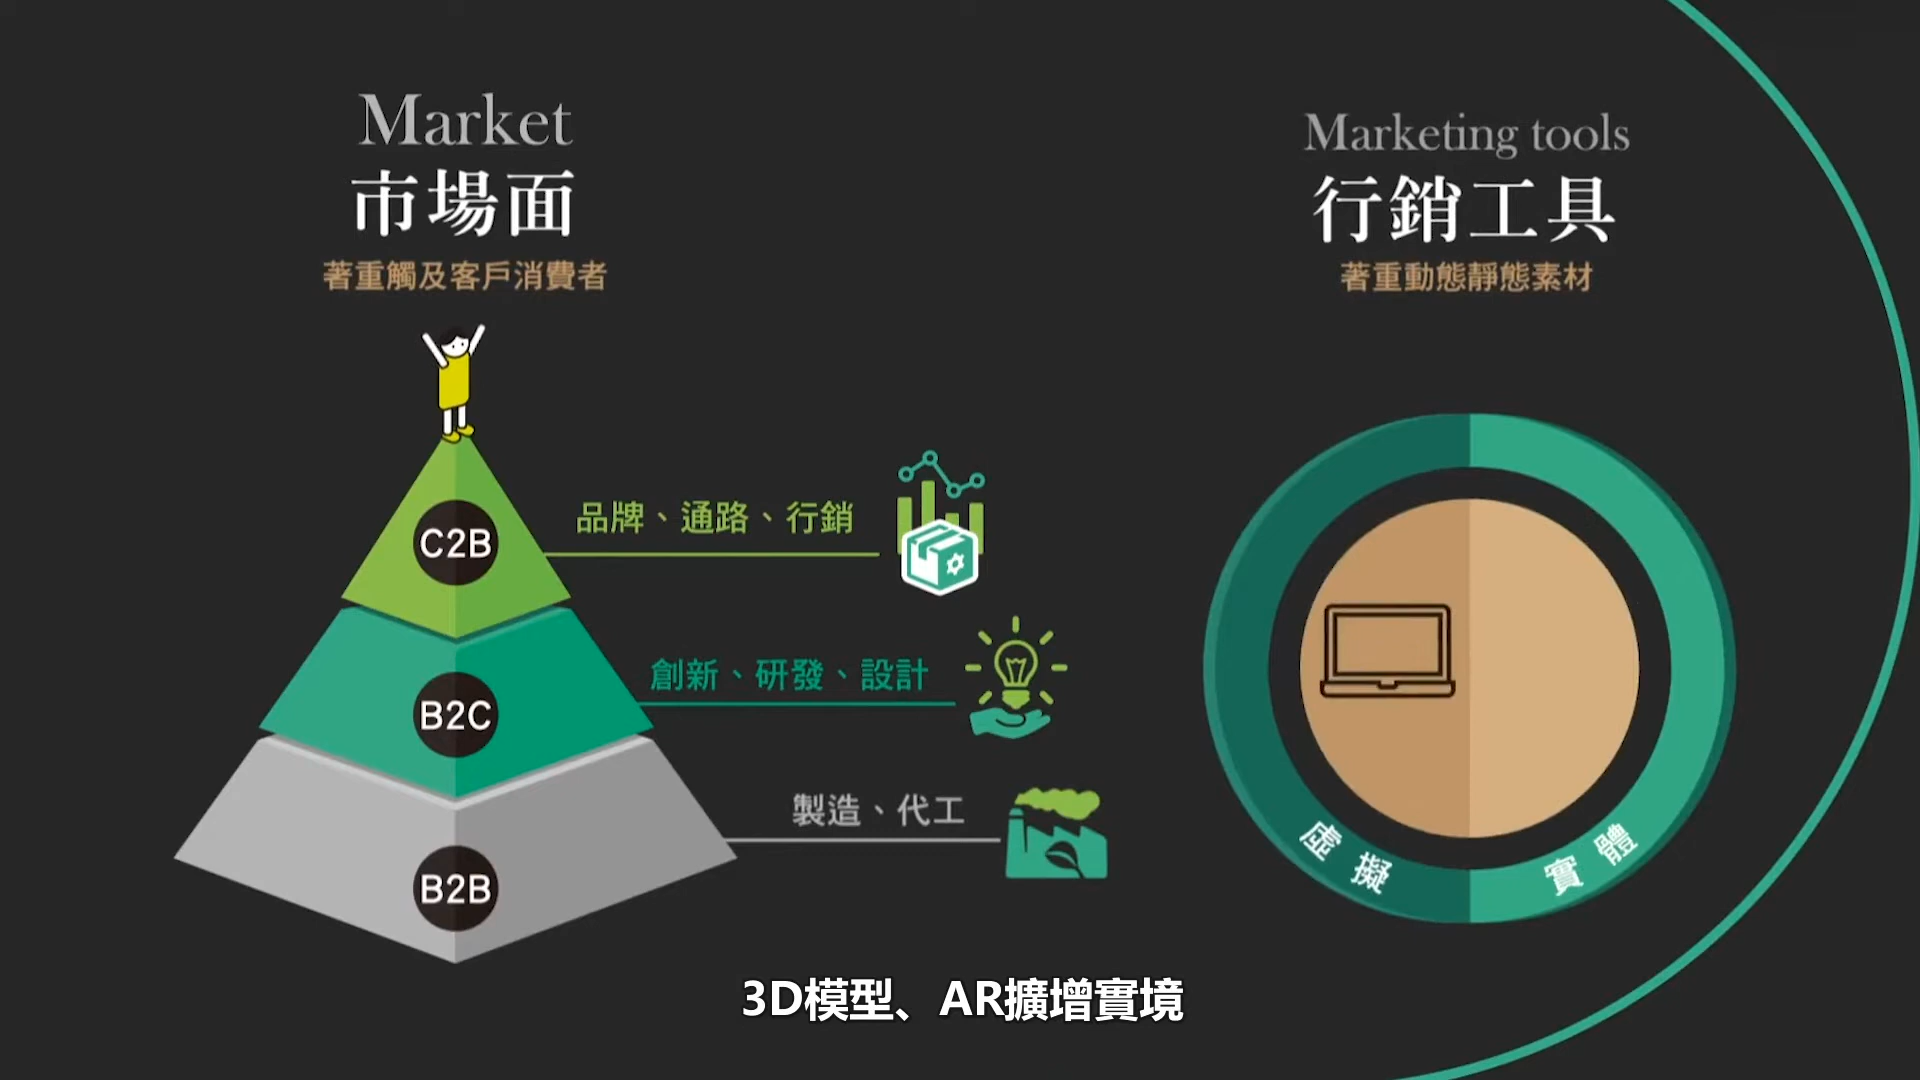 Market
市場面
著重觸及客戶消費者
C2B
品牌、通路、行銷
B2C
創新、研發、設計
B2B
製造、代工
Marketing tools
行銷工具
著重動態靜態素材
虛擬
實體
3D模型、AR擴增實境